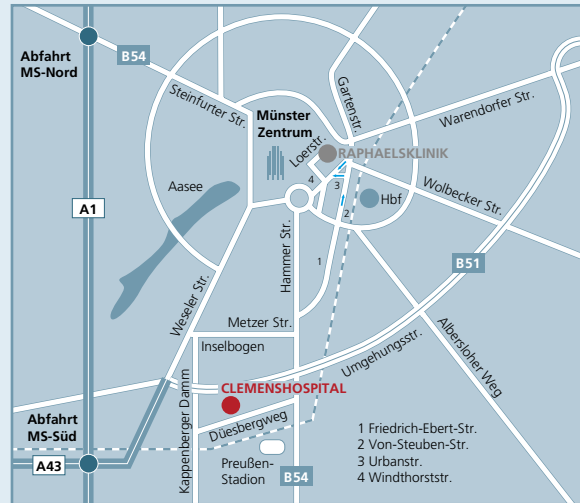 Abfahrt
MS-Nord
B54
Steinfurter Str.
Gartenstr.
Warendorfer Str.
Münster
Zentrum
Loerstr.
RAPHAELSKLINIK
4
3
Aasee
Hbf
Wolbecker Str.
2
A1
Hammer Str.
B51
1
Weseler Str.
Metzer Str.
Inselbogen
Umgehungsstr.
Albersloher Weg
CLEMENSHOSPITAL
Kappenberger Damm
Düesbergweg
Abfahrt
MS-Süd
A43
Preußen-
Stadion
B54
1 Friedrich-Ebert-Str.
2 Von-Steuben-Str.
3 Urbanstr.
4 Windthorststr.